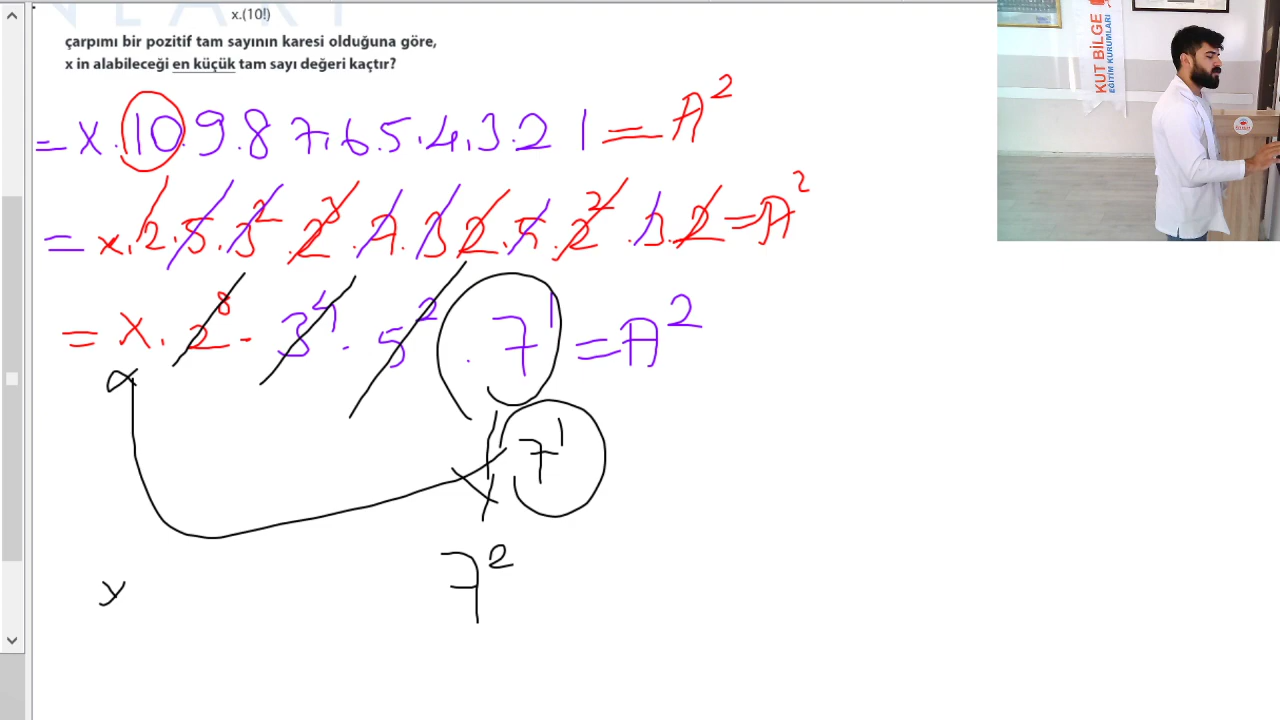 x.(10!)
çarpımı bir pozitif tam sayının karesi olduğuna göre,
x in alabileceği en küçük tam sayı değeri kaçtır?
= x.10.9.8 7.6.5.4.3.2 1 = A²
= x.2.5.3².2³.7.3.2.5.2².3.2 = A²
= x.2⁸.3⁴.5².7¹ = A²
7¹
7²
x
KUT BİLGE
EĞİTİM KURUMLARI